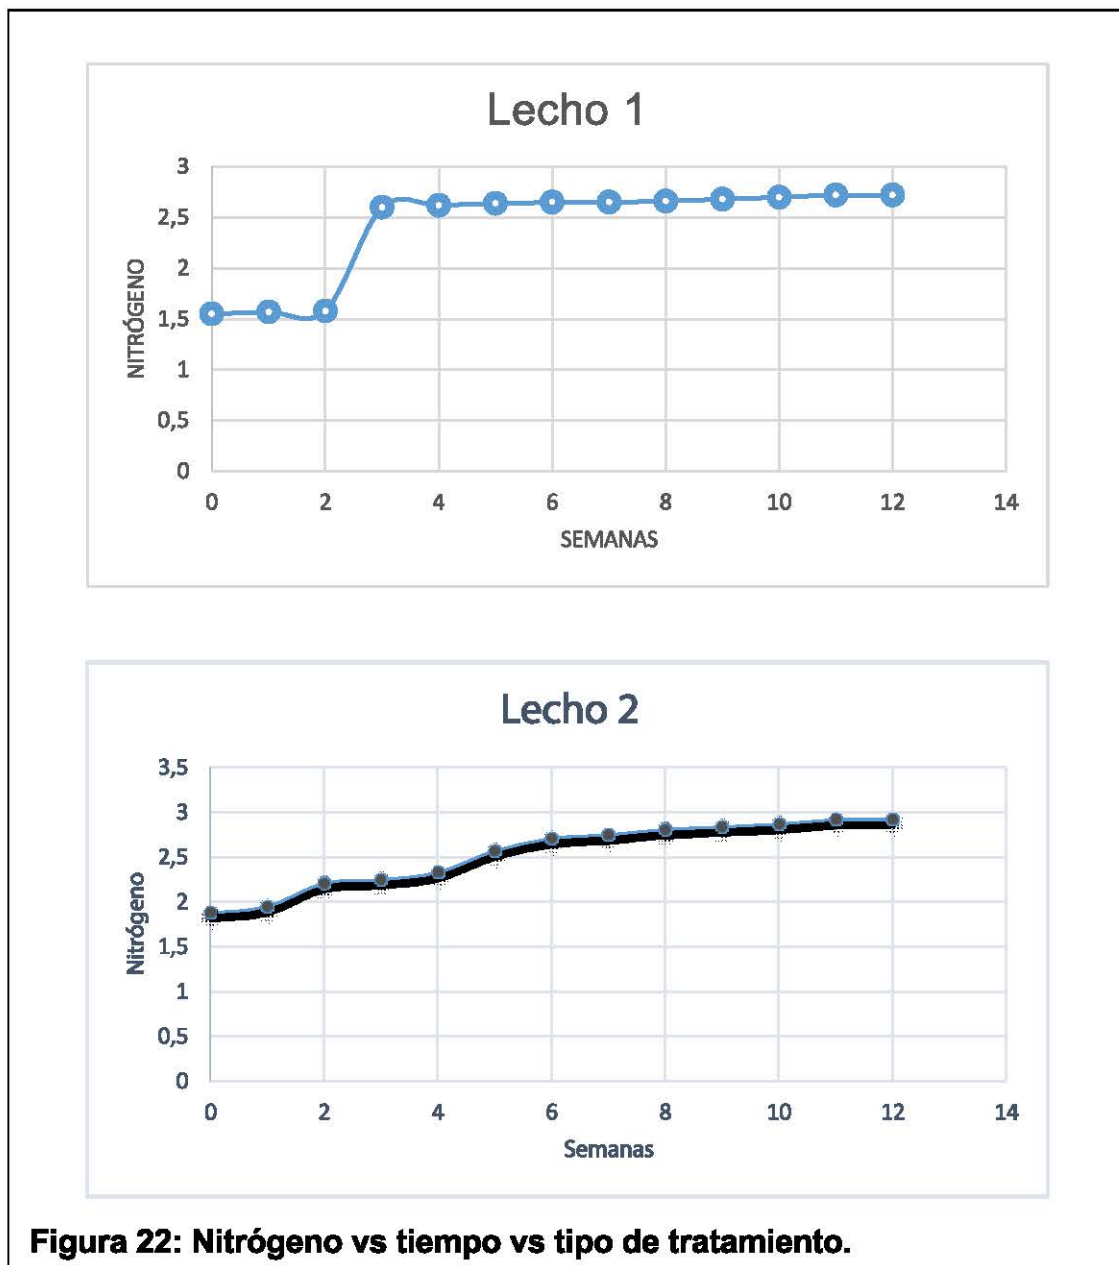 Lecho 1
3
2,5
2
1,5
1
0,5
0
NITRÓGENO
0 2 4 6 8 10 12 14
SEMANAS
Lecho 2
3,5
3
2,5
2
1,5
1
0,5
0
Nitrógeno
0 2 4 6 8 10 12 14
Semanas
Figura 22: Nitrógeno vs tiempo vs tipo de tratamiento.